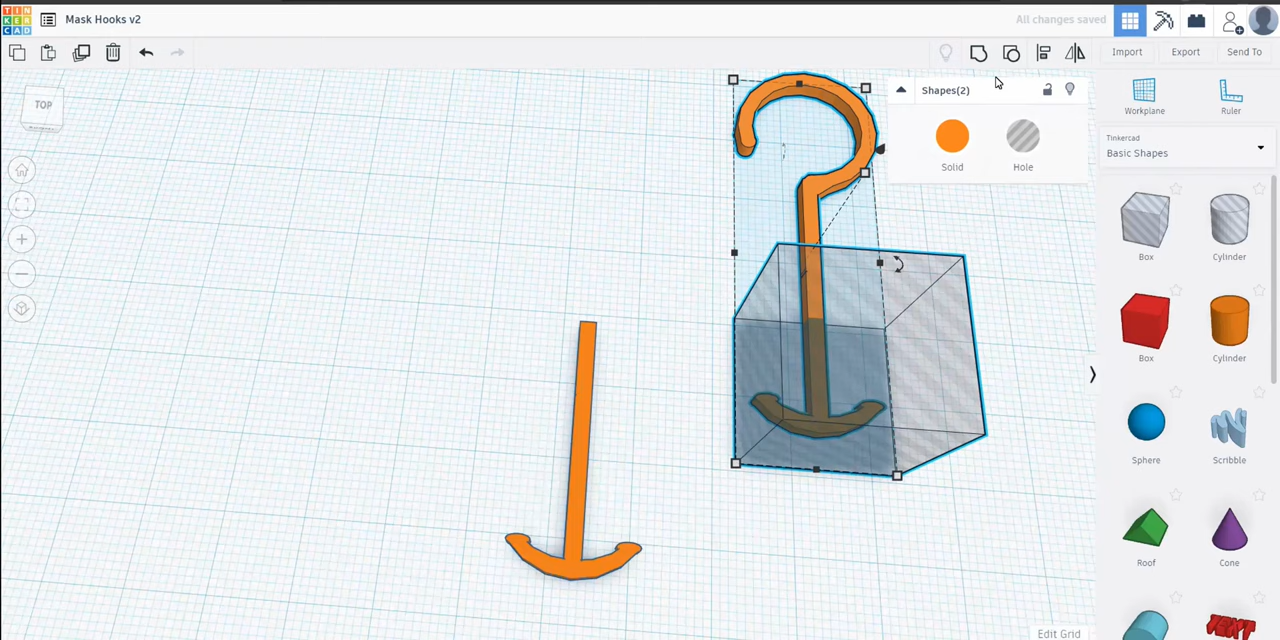 TIN
KER
CAD
Mask Hooks v2
All changes saved
Import
Export
Send To
TOP
Shapes(2)
Solid
Hole
Workplane
Ruler
Tinkercad
Basic Shapes
Box
Cylinder
Box
Cylinder
Sphere
Scribble
Roof
Cone
TEXT
Edit Grid